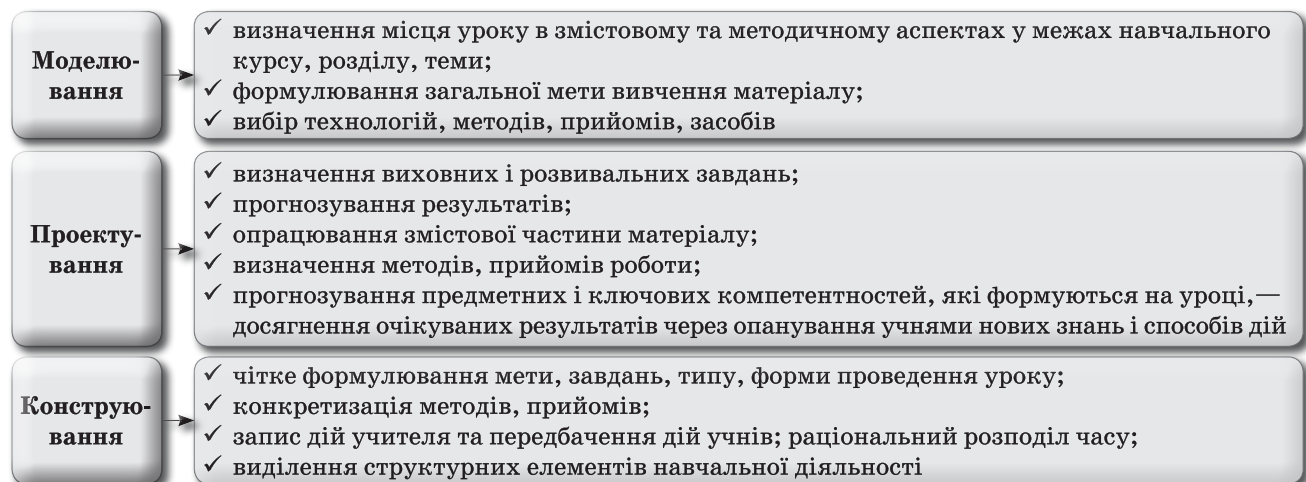 Моделю-
вання
✓ визначення місця уроку в змістовому та методичному аспектах у межах навчального
курсу, розділу, теми;
✓ формулювання загальної мети вивчення матеріалу;
✓ вибір технологій, методів, прийомів, засобів
Проекту-
вання
✓ визначення виховних і розвивальних завдань;
✓ прогнозування результатів;
✓ опрацювання змістової частини матеріалу;
✓ визначення методів, прийомів роботи;
✓ прогнозування предметних і ключових компетентностей, які формуються на уроці,—
досягнення очікуваних результатів через опанування учнями нових знань і способів дій
Конструю-
вання
✓ чітке формулювання мети, завдань, типу, форми проведення уроку;
✓ конкретизація методів, прийомів;
✓ запис дій учителя та передбачення дій учнів; раціональний розподіл часу;
✓ виділення структурних елементів навчальної діяльності